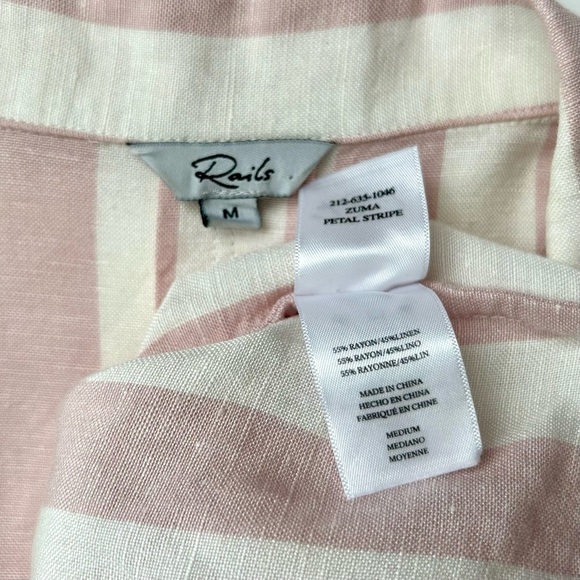 Rails
M
212-635-1046
ZUMA
PETAL STRIPE
55% RAYON/45%LINEN
55% RAYON/45%LINO
55% RAYONNE/45%LIN
MADE IN CHINA
HECHO EN CHINA
FABRIQUÉ EN CHINE
MEDIUM
MEDIANO
MOYENNE